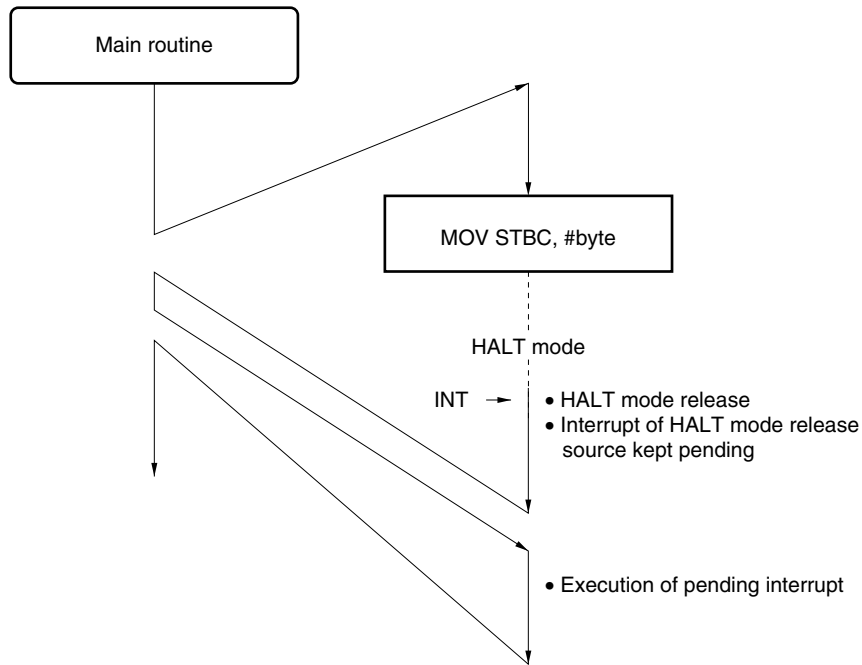 Main routine
MOV STBC, #byte
HALT mode
INT
• HALT mode release
• Interrupt of HALT mode release
source kept pending
• Execution of pending interrupt